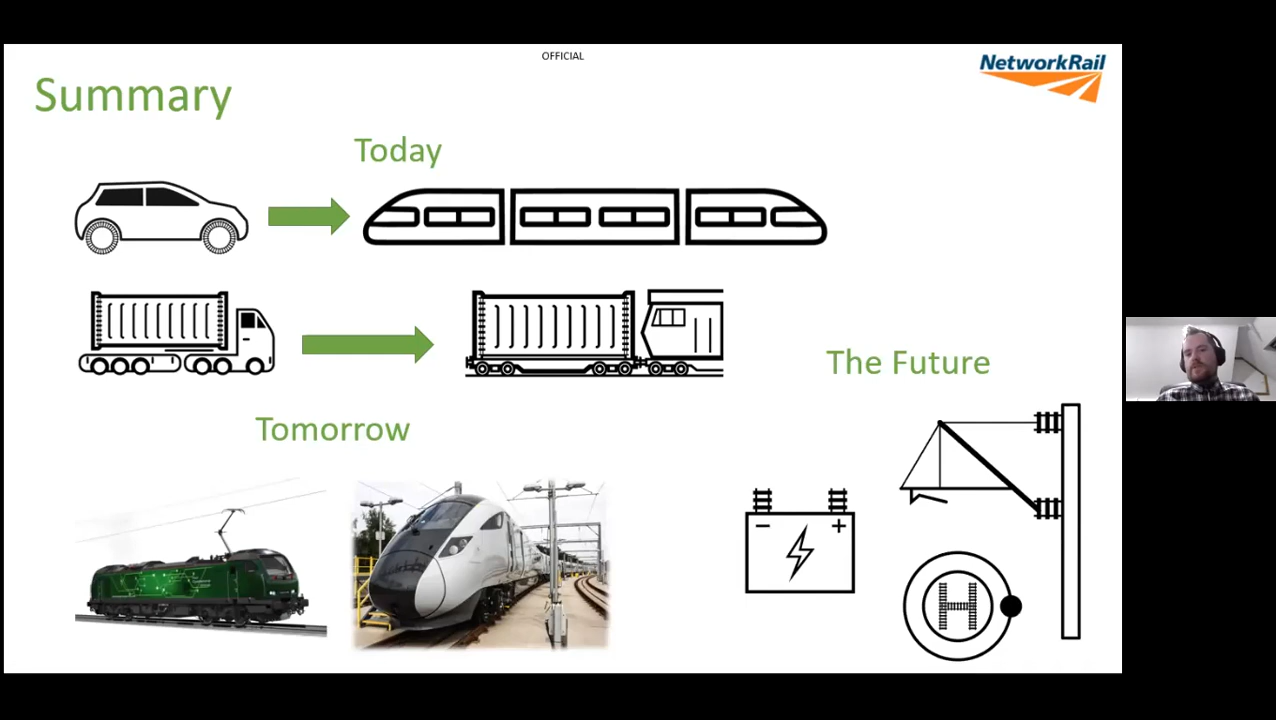 OFFICIAL
NetworkRail
Summary
Today
The Future
Tomorrow
- +
H